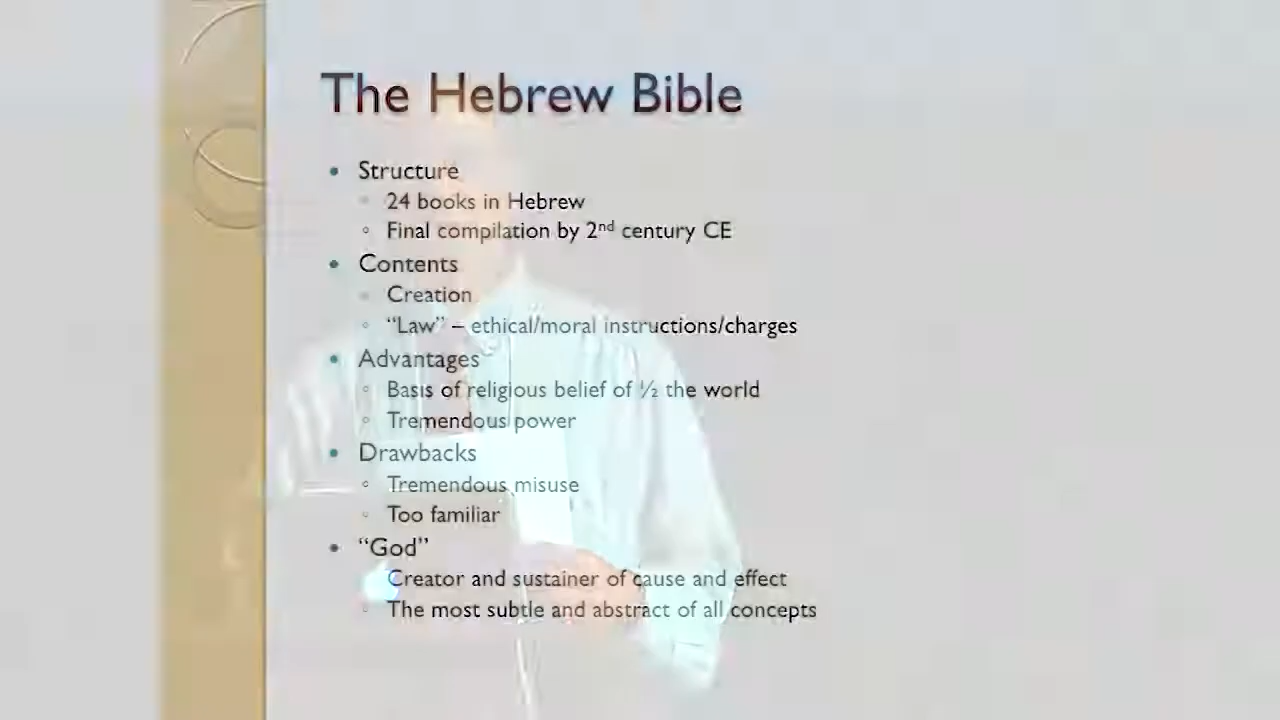 The Hebrew Bible
• Structure
◦ 24 books in Hebrew
◦ Final compilation by 2nd century CE
• Contents
◦ Creation
◦ “Law” – ethical/moral instructions/charges
• Advantages
◦ Basis of religious belief of ½ the world
◦ Tremendous power
• Drawbacks
◦ Tremendous misuse
◦ Too familiar
• “God”
Creator and sustainer of cause and effect
◦ The most subtle and abstract of all concepts